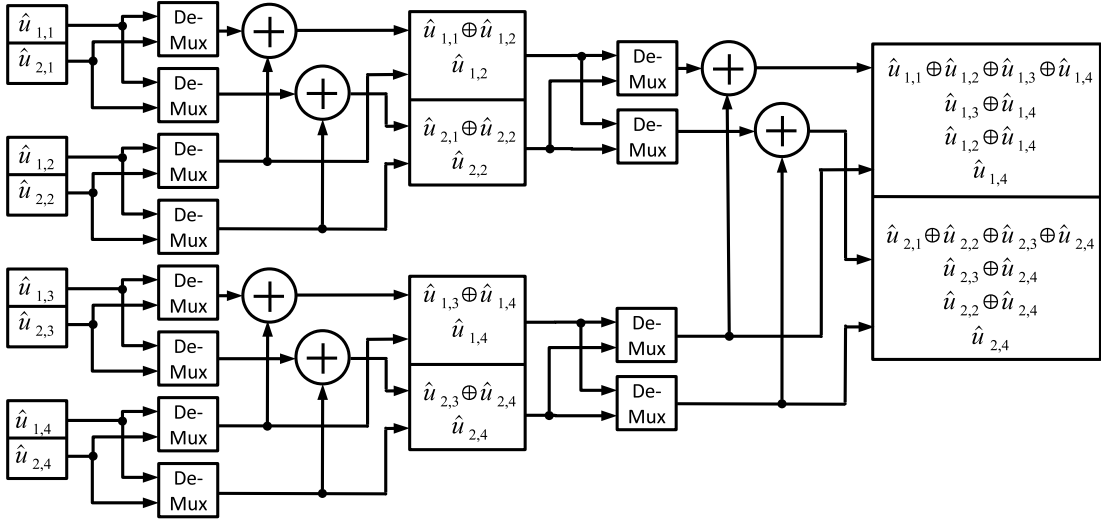 û1,1
û2,1
De-
Mux
De-
Mux
û1,2
û2,2
De-
Mux
De-
Mux
û1,1⊕û1,2
û1,2
û2,1⊕û2,2
û2,2
De-
Mux
De-
Mux
û1,3
û2,3
De-
Mux
De-
Mux
û1,4
û2,4
De-
Mux
De-
Mux
û1,3⊕û1,4
û1,4
û2,3⊕û2,4
û2,4
De-
Mux
De-
Mux
û1,1⊕û1,2⊕û1,3⊕û1,4
û1,3⊕û1,4
û1,2⊕û1,4
û1,4
û2,1⊕û2,2⊕û2,3⊕û2,4
û2,3⊕û2,4
û2,2⊕û2,4
û2,4